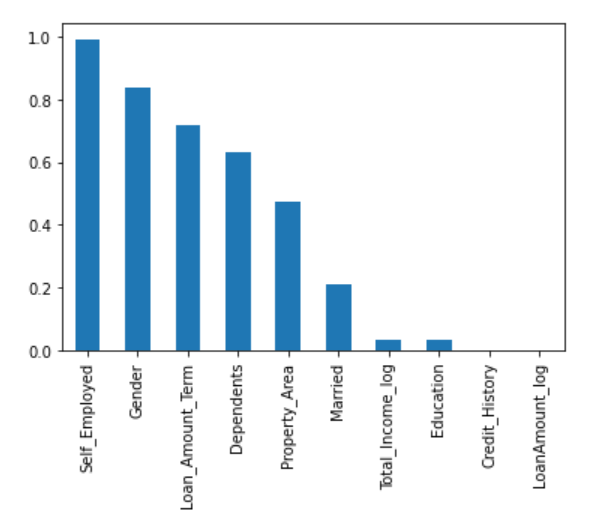 1.0
0.8
0.6
0.4
0.2
0.0
Self_Employed
Gender
Loan_Amount_Term
Dependents
Property_Area
Married
Total_Income_log
Education
Credit_History
LoanAmount_log